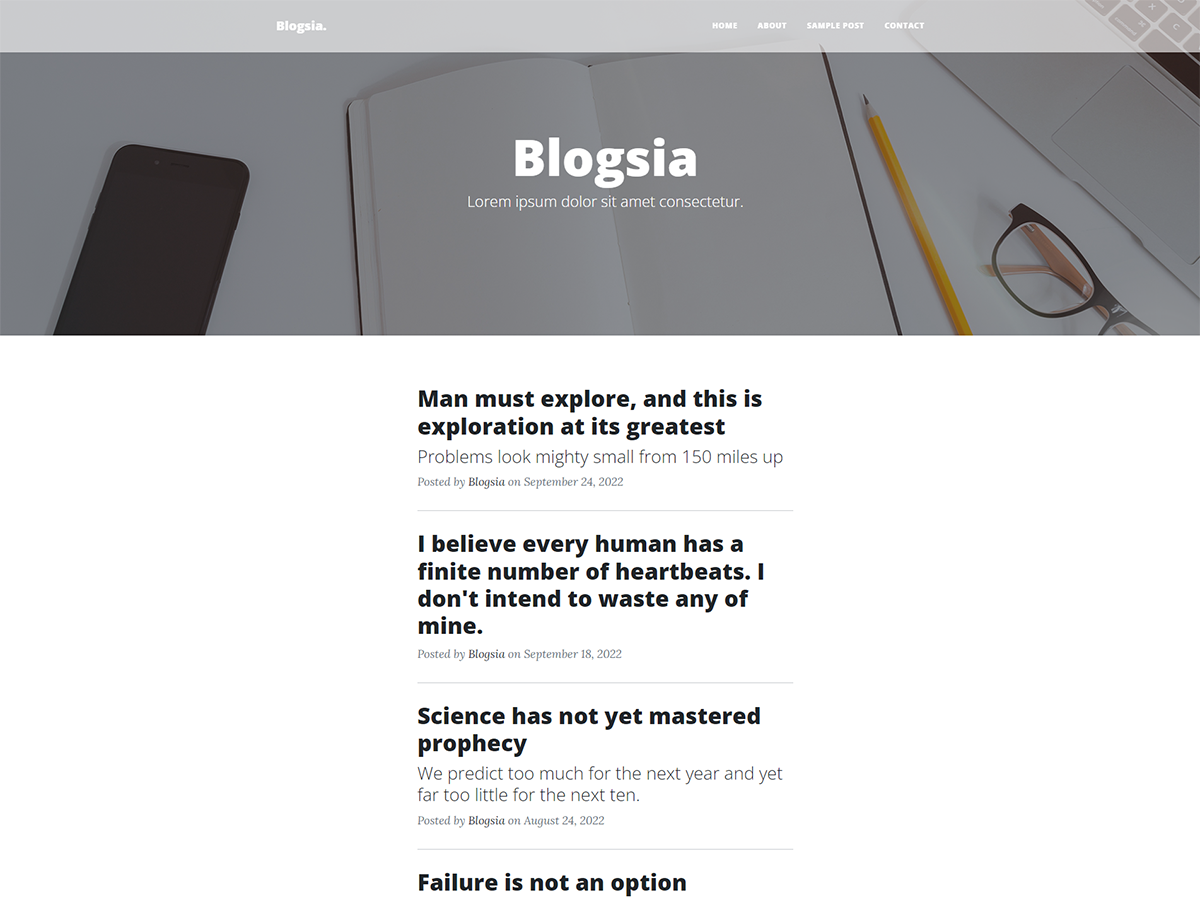 Blogsia.
HOME ABOUT SAMPLE POST CONTACT
Blogsia
Lorem ipsum dolor sit amet consectetur.
Man must explore, and this is
exploration at its greatest
Problems look mighty small from 150 miles up
Posted by Blogsia on September 24, 2022
I believe every human has a
finite number of heartbeats. I
don't intend to waste any of
mine.
Posted by Blogsia on September 18, 2022
Science has not yet mastered
prophecy
We predict too much for the next year and yet
far too little for the next ten.
Posted by Blogsia on August 24, 2022
Failure is not an option